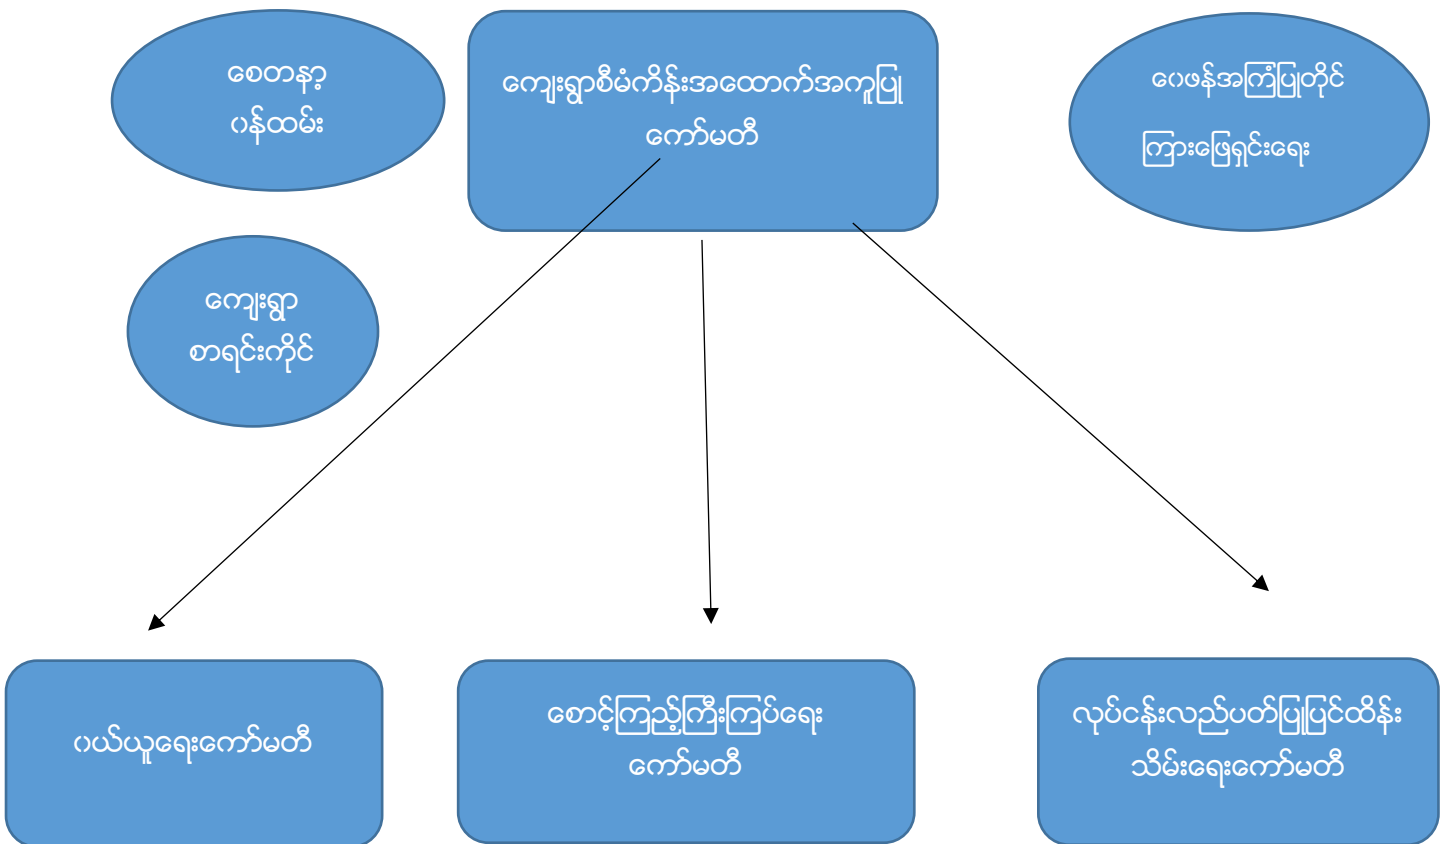 စေတနာ့
ဝန်ထမ်း
ကျေးရွာစီမံကိန်းအထောက်အကူပြု
ကော်မတီ
ဝေဖန်အကြံပြုတိုင်
ကြားဖြေရှင်းရေး
ကျေးရွာ
စာရင်းကိုင်
ဝယ်ယူရေးကော်မတီ
စောင့်ကြည့်ကြီးကြပ်ရေး
ကော်မတီ
လုပ်ငန်းလည်ပတ်ပြုပြင်ထိန်း
သိမ်းရေးကော်မတီ